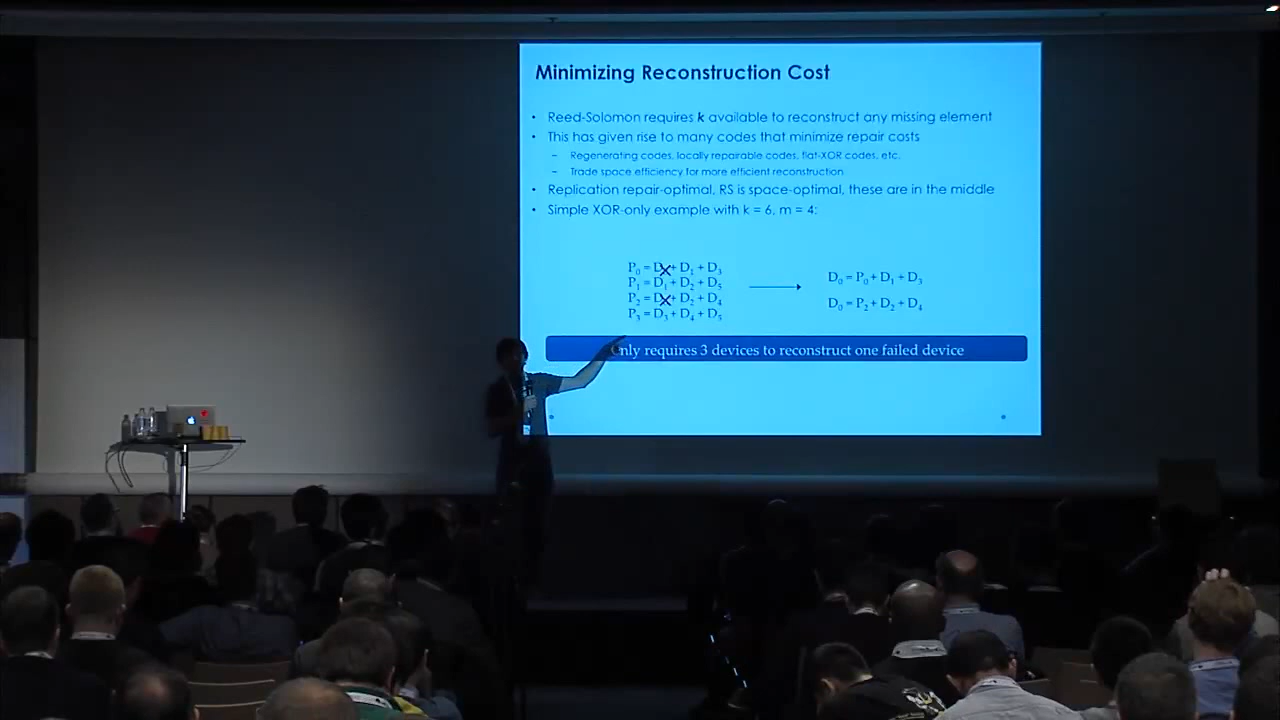 Minimizing Reconstruction Cost
• Reed-Solomon requires k available to reconstruct any missing element
• This has given rise to many codes that minimize repair costs
– Regenerating codes, locally repairable codes, flat-XOR codes, etc.
– Trade space efficiency for more efficient reconstruction
• Replication repair-optimal, RS is space-optimal, these are in the middle
• Simple XOR-only example with k = 6, m = 4:
P₀ = D + D₁ + D₃
P₁ = D₁ + D₂ + D₅
P₂ = D + D₂ + D₄
P₃ = D₃ + D₄ + D₅
D₀ = P₀ + D₁ + D₃
D₀ = P₂ + D₂ + D₄
Only requires 3 devices to reconstruct one failed device